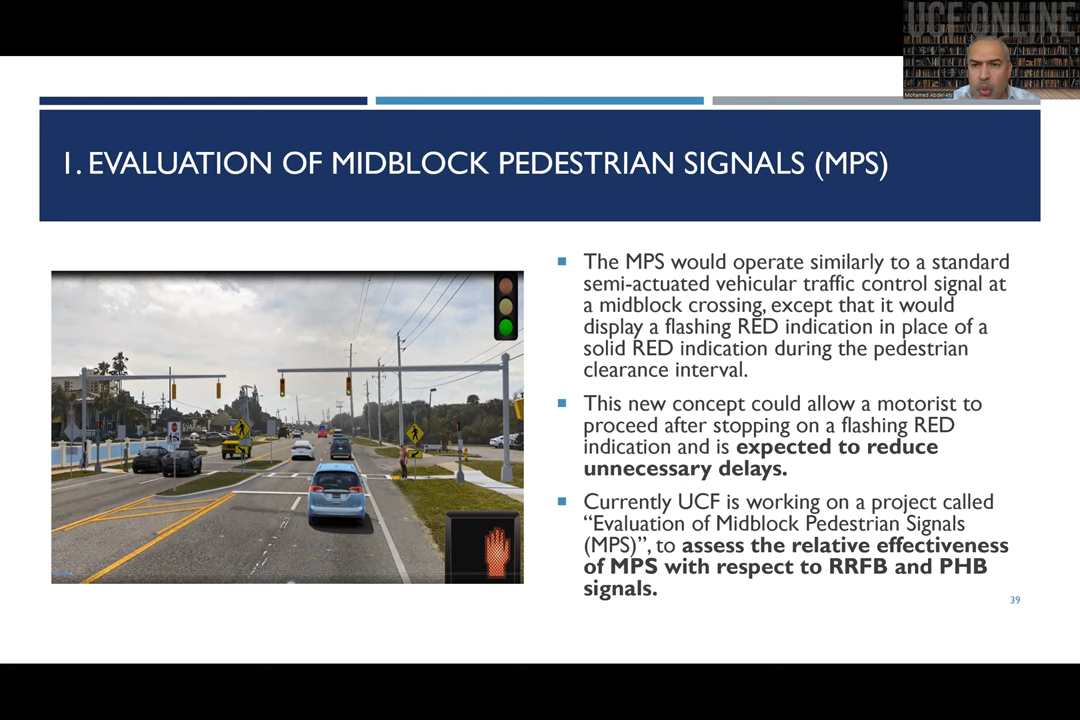 UCF ONLINE
Mohamed Abdel-Aty
1. EVALUATION OF MIDBLOCK PEDESTRIAN SIGNALS (MPS)
The MPS would operate similarly to a standard
semi-actuated vehicular traffic control signal at
a midblock crossing, except that it would
display a flashing RED indication in place of a
solid RED indication during the pedestrian
clearance interval.
This new concept could allow a motorist to
proceed after stopping on a flashing RED
indication and is expected to reduce
unnecessary delays.
Currently UCF is working on a project called
“Evaluation of Midblock Pedestrian Signals
(MPS)”, to assess the relative effectiveness
of MPS with respect to RRFB and PHB
signals.
39